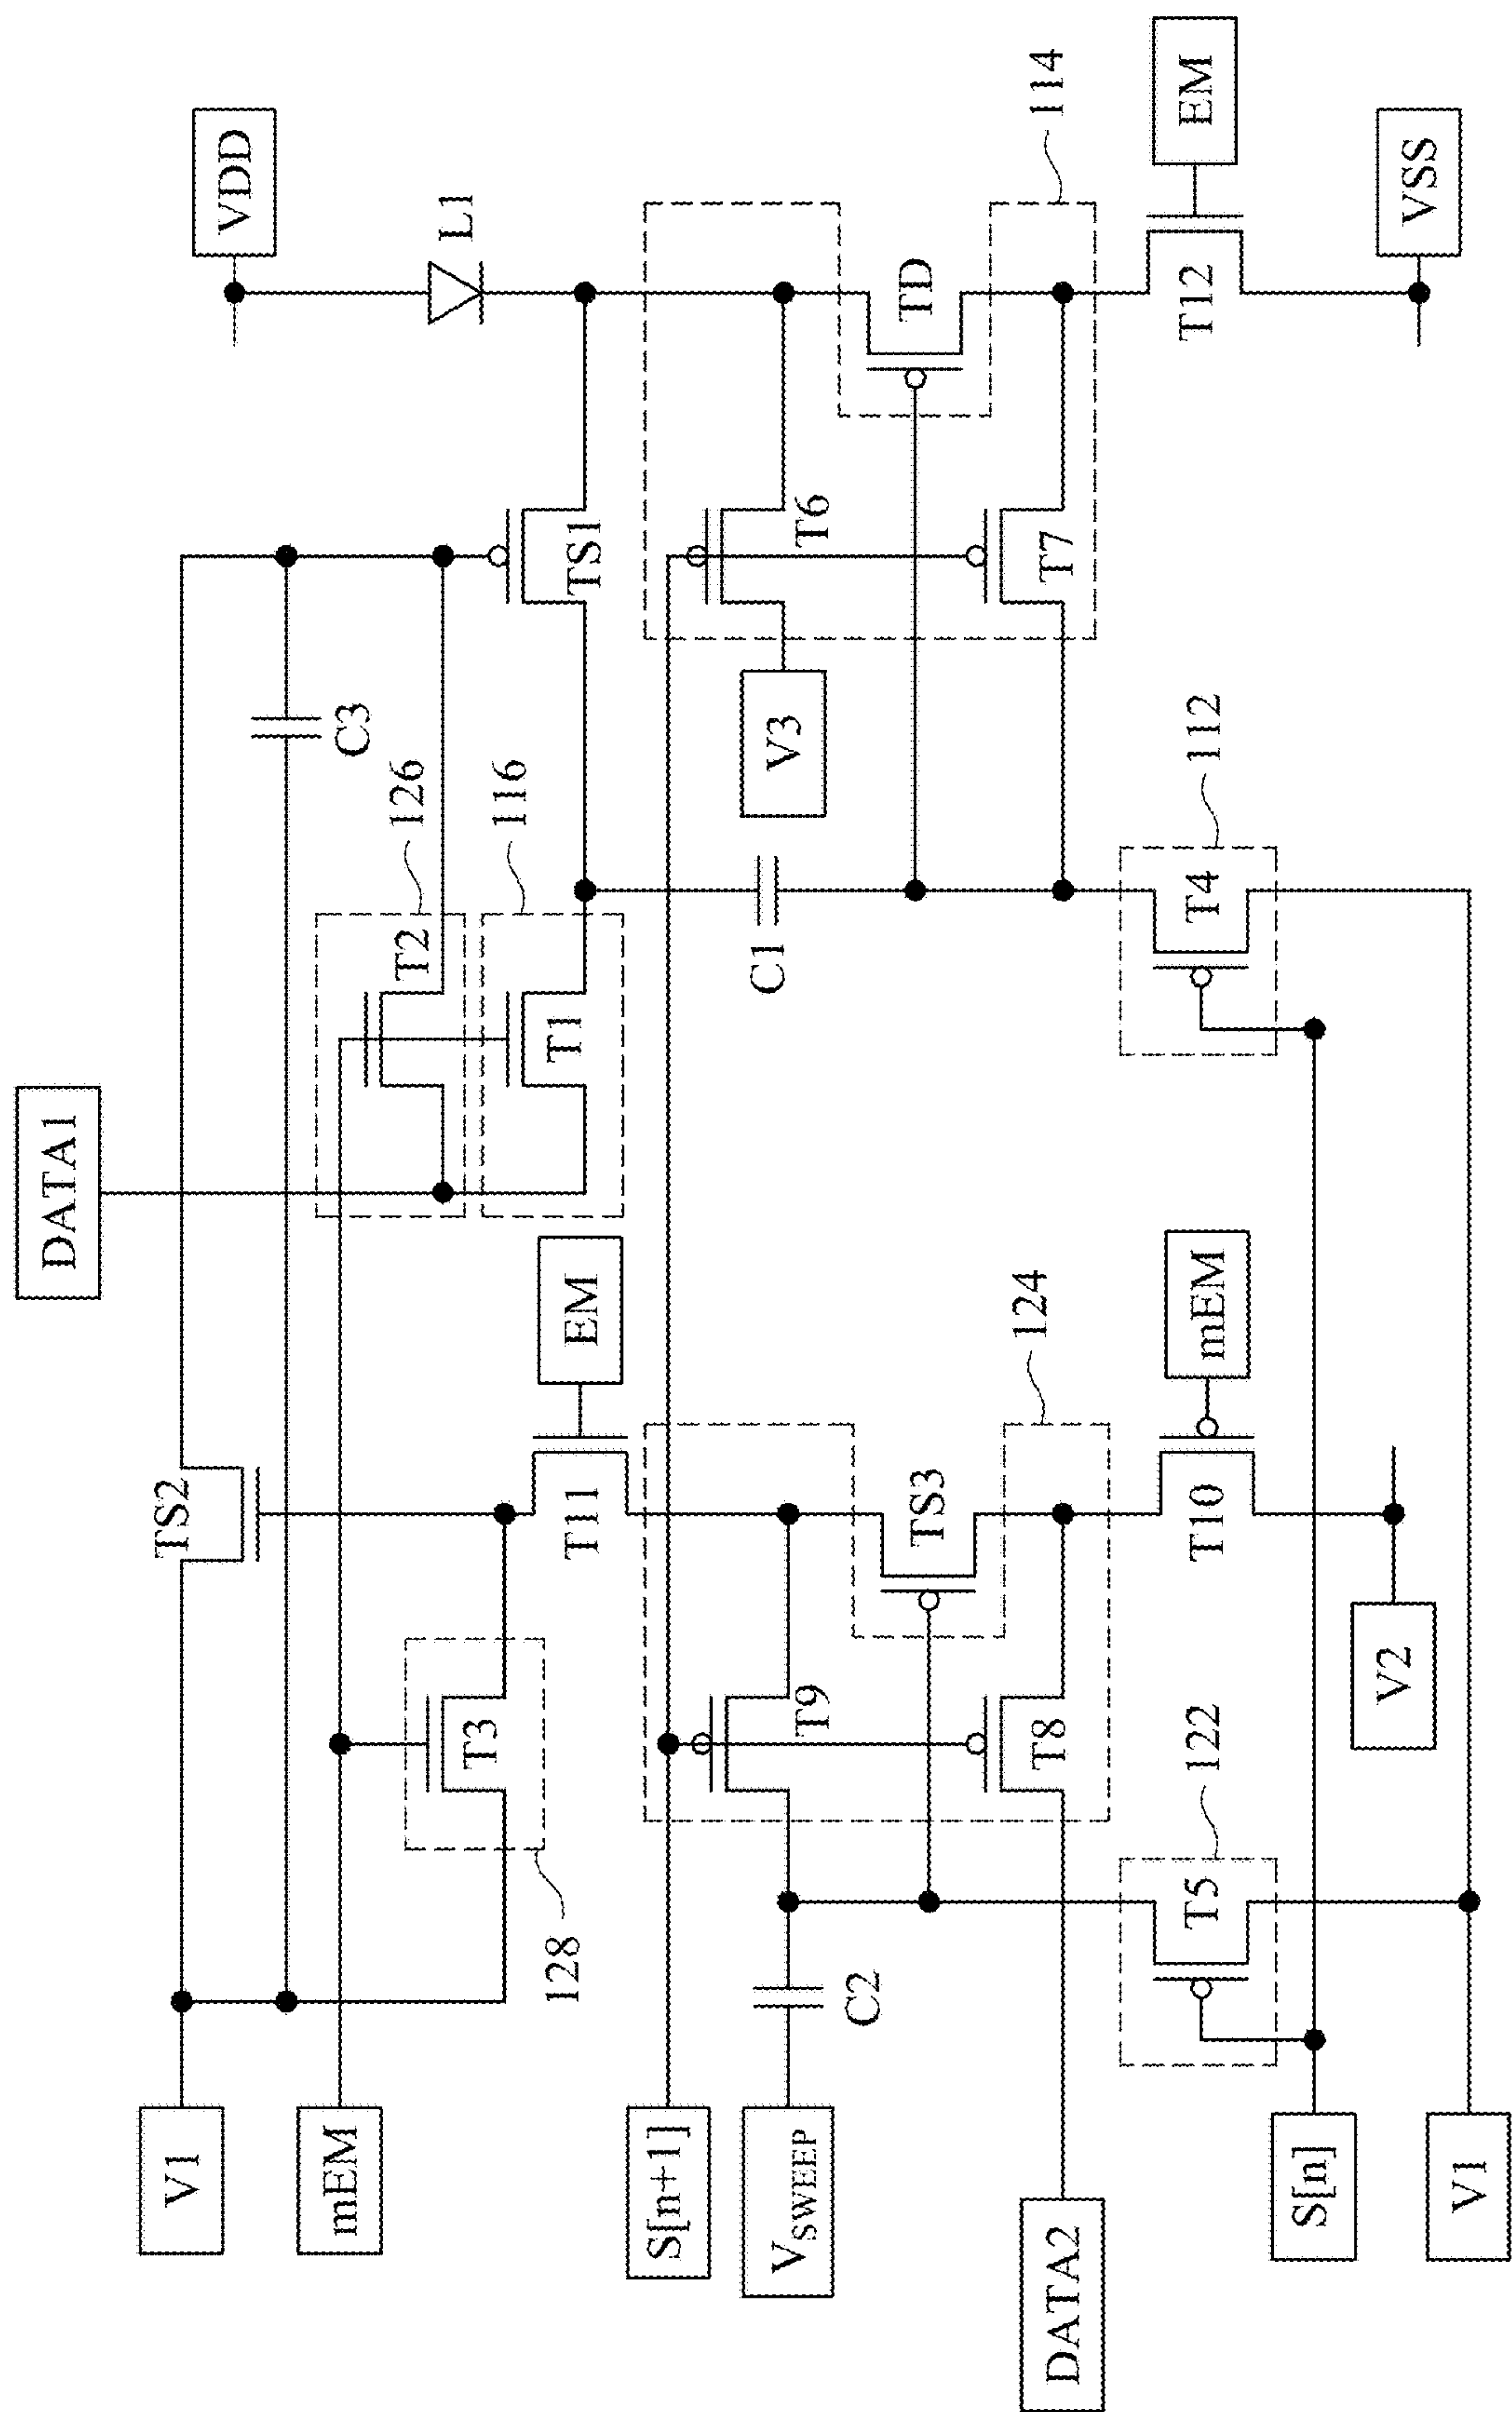 DATA1
V1
TS2
VDD
mEM
C3
126
T2
L1
T3
116
T1
TS1
128
EM
T11
S[n+1]
T6
VSWEEP
T9
V3
C2
C1
TD
TS3
124
114
DATA2
T8
T7
122
112
T5
T10
mEM
T4
T12
EM
S[n]
V2
V1
VSS